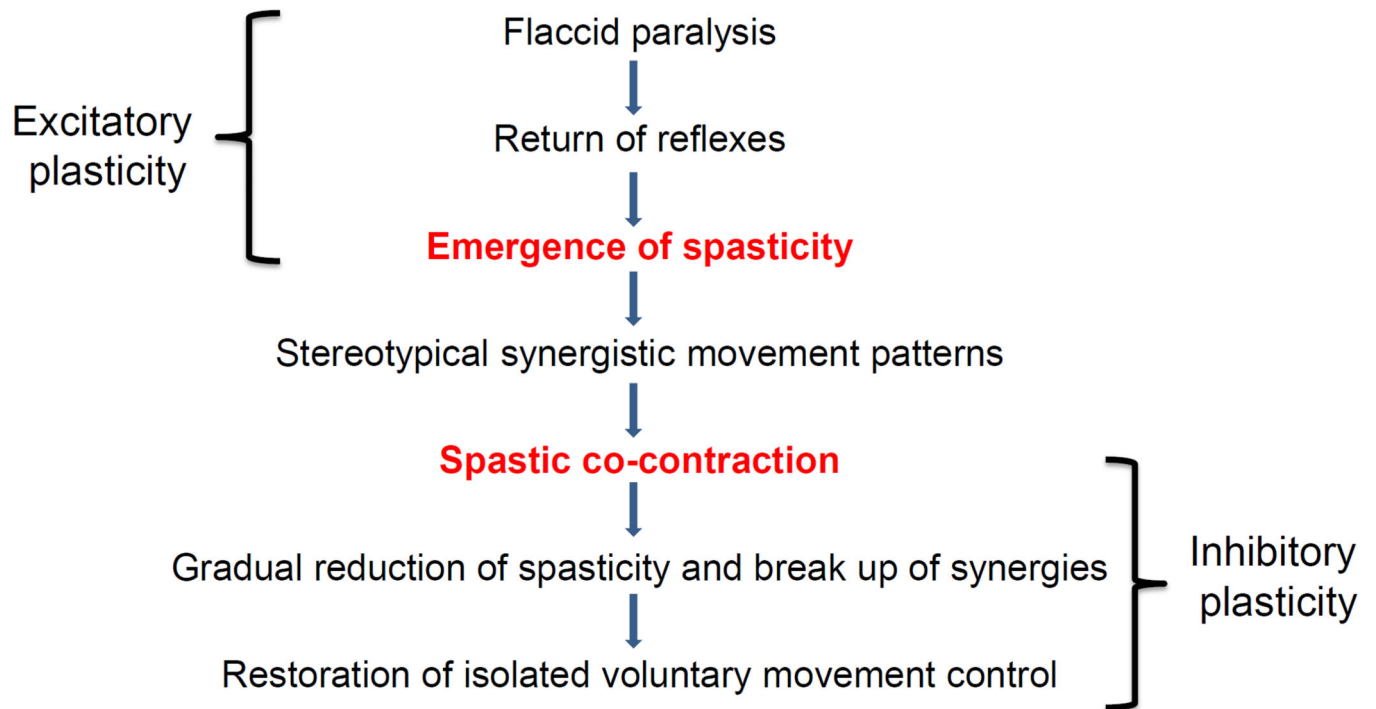 Flaccid paralysis
Excitatory
plasticity
Return of reflexes
Emergence of spasticity
Stereotypical synergistic movement patterns
Spastic co-contraction
Gradual reduction of spasticity and break up of synergies
Inhibitory
plasticity
Restoration of isolated voluntary movement control